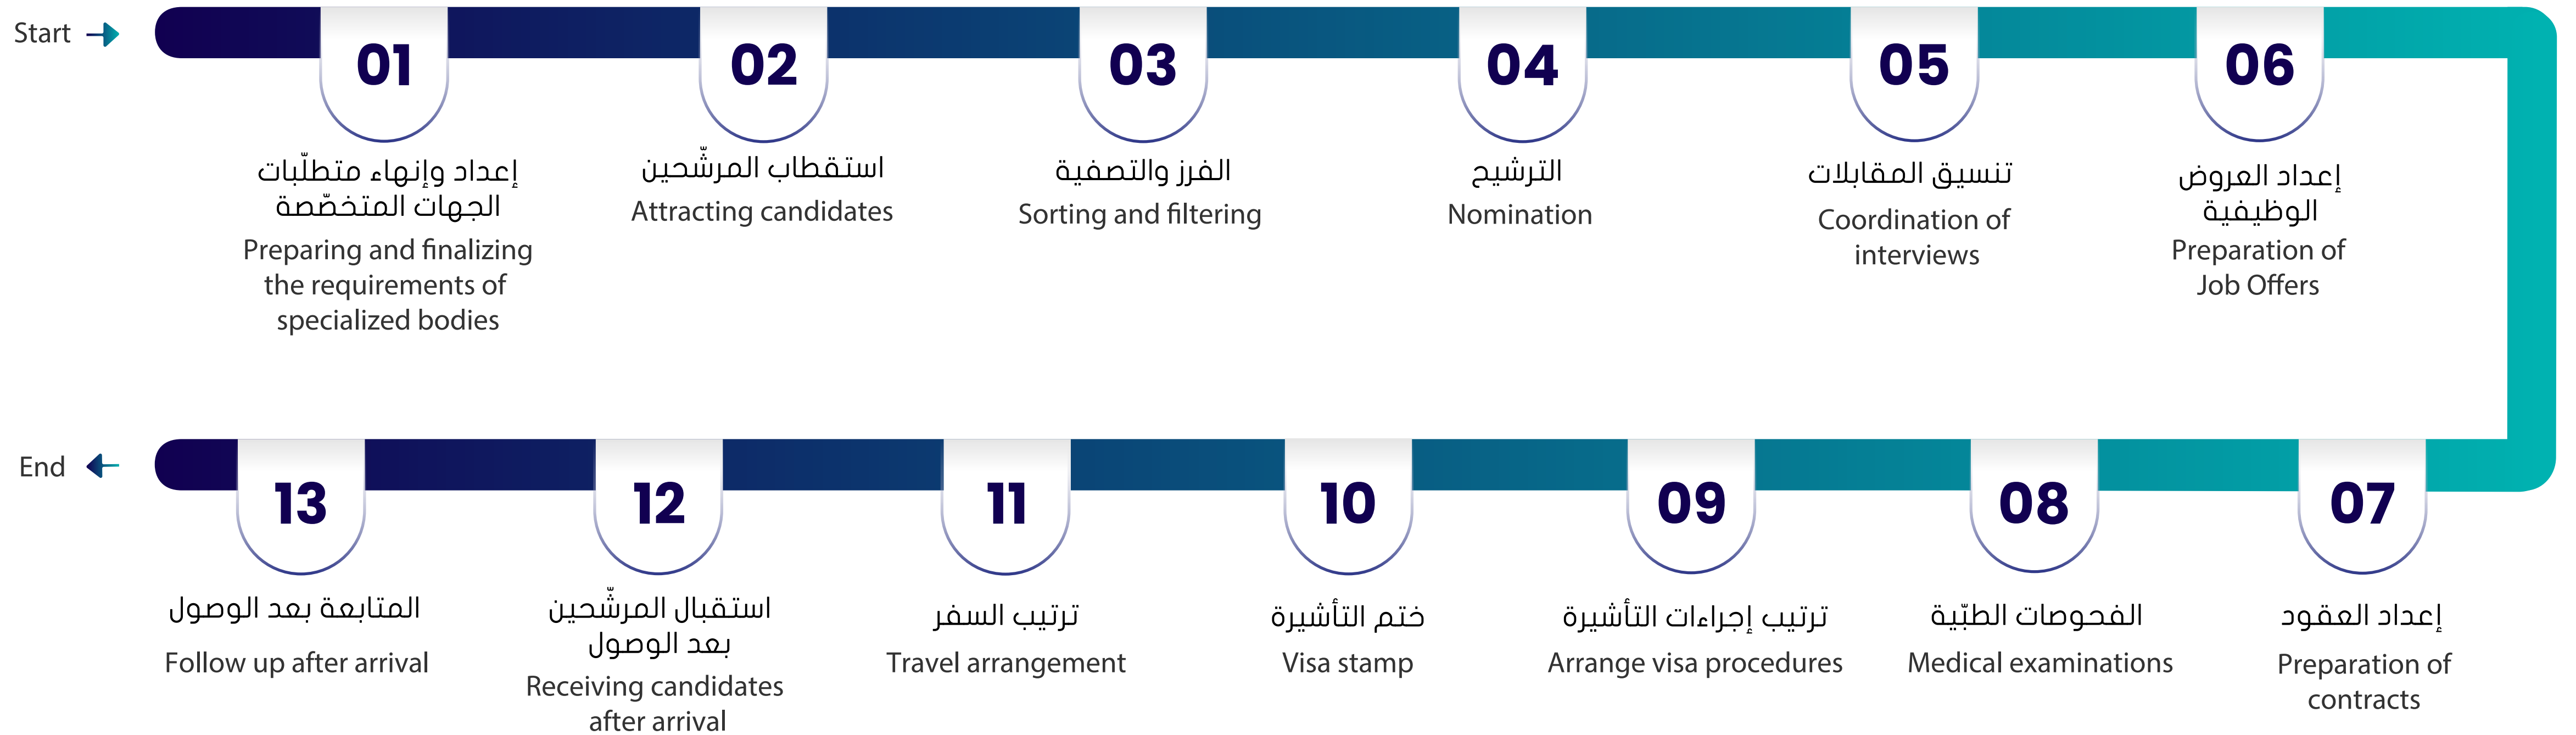 Start
01
إعداد وإنهاء متطلّبات
الجهات المتخصّصة
Preparing and finalizing
the requirements of
specialized bodies
02
استقطاب المرشّحين
Attracting candidates
03
الفرز والتصفية
Sorting and filtering
04
الترشيح
Nomination
05
تنسيق المقابلات
Coordination of
interviews
06
إعداد العروض
الوظيفية
Preparation of
Job Offers
07
إعداد العقود
Preparation of
contracts
08
الفحوصات الطبّية
Medical examinations
09
ترتيب إجراءات التأشيرة
Arrange visa procedures
10
ختم التأشيرة
Visa stamp
11
ترتيب السفر
Travel arrangement
12
استقبال المرشّحين
بعد الوصول
Receiving candidates
after arrival
13
المتابعة بعد الوصول
Follow up after arrival
End